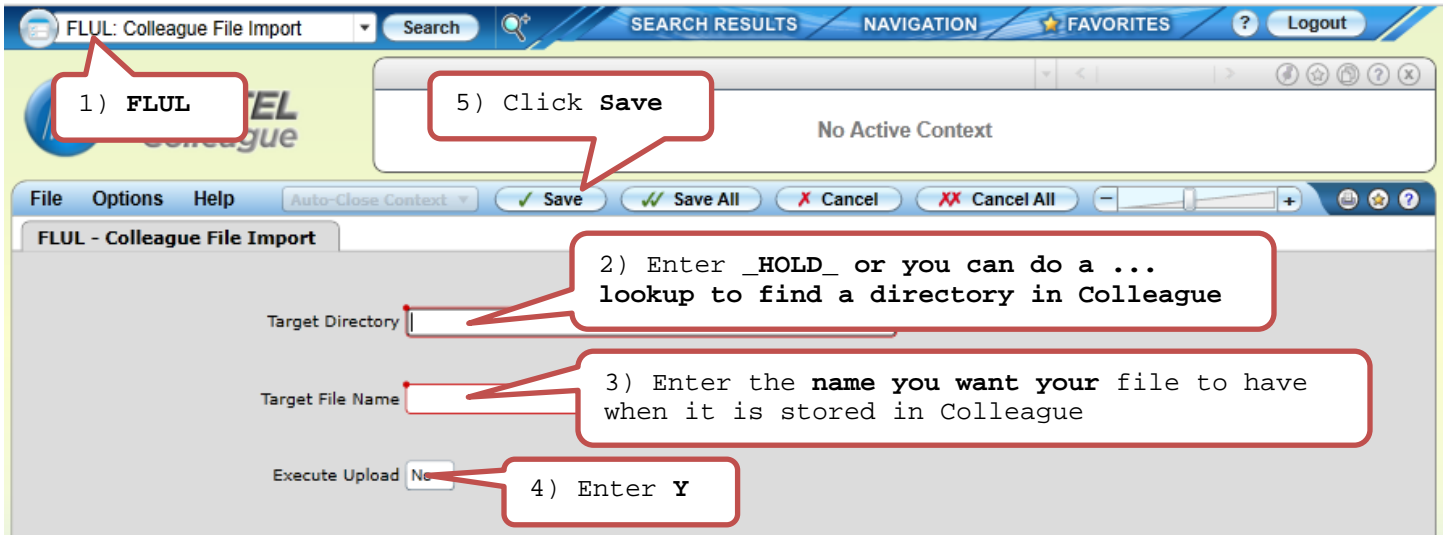 FLUL: Colleague File Import Search SEARCH RESULTS NAVIGATION FAVORITES ? Logout
1) FLUL
5) Click Save
No Active Context
File Options Help Auto-Close Context Save Save All Cancel Cancel All
FLUL - Colleague File Import
2) Enter _HOLD_ or you can do a ...
lookup to find a directory in Colleague
Target Directory
3) Enter the name you want your file to have
when it is stored in Colleague
Target File Name
Execute Upload No
4) Enter Y